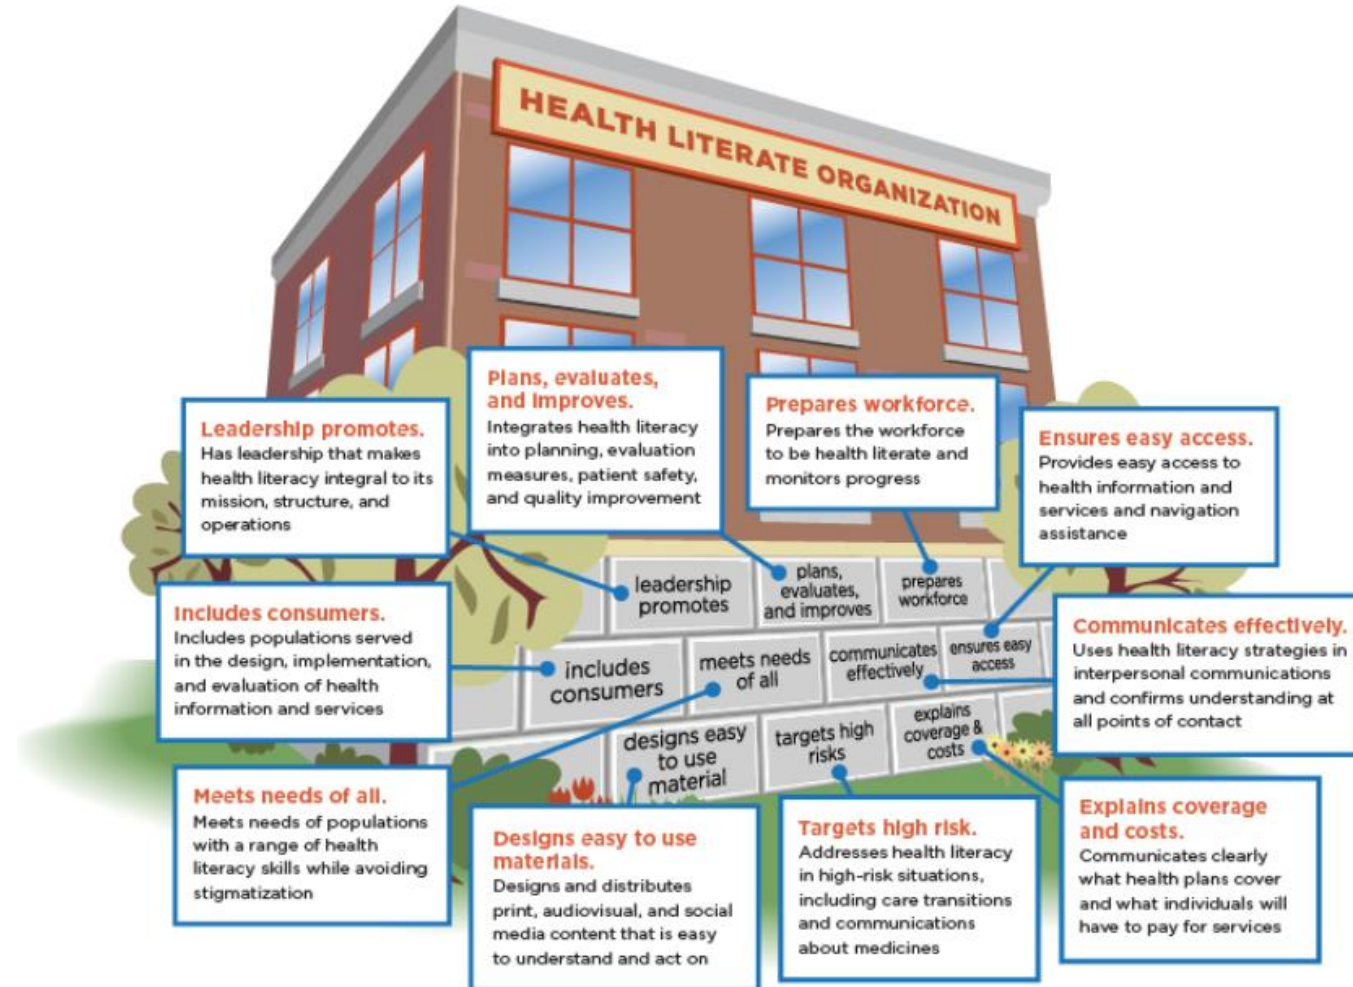 HEALTH LITERATE ORGANIZATION
Leadership promotes.
Has leadership that makes
health literacy integral to its
mission, structure, and
operations
Plans, evaluates,
and improves.
Integrates health literacy
into planning, evaluation
measures, patient safety,
and quality improvement
Prepares workforce.
Prepares the workforce
to be health literate and
monitors progress
Ensures easy access.
Provides easy access to
health information and
services and navigation
assistance
leadership
promotes
plans,
evaluates,
and improves
prepares
workforce
Includes consumers.
Includes populations served
in the design, implementation,
and evaluation of health
information and services
includes
consumers
meets needs
of all
communicates
effectively
ensures easy
access
Communicates effectively.
Uses health literacy strategies in
interpersonal communications
and confirms understanding at
all points of contact
designs easy
to use
material
targets high
risks
explains
coverage &
costs
Meets needs of all.
Meets needs of populations
with a range of health
literacy skills while avoiding
stigmatization
Designs easy to use
materials.
Designs and distributes
print, audiovisual, and social
media content that is easy
to understand and act on
Targets high risk.
Addresses health literacy
in high-risk situations,
including care transitions
and communications
about medicines
Explains coverage
and costs.
Communicates clearly
what health plans cover
and what individuals will
have to pay for services